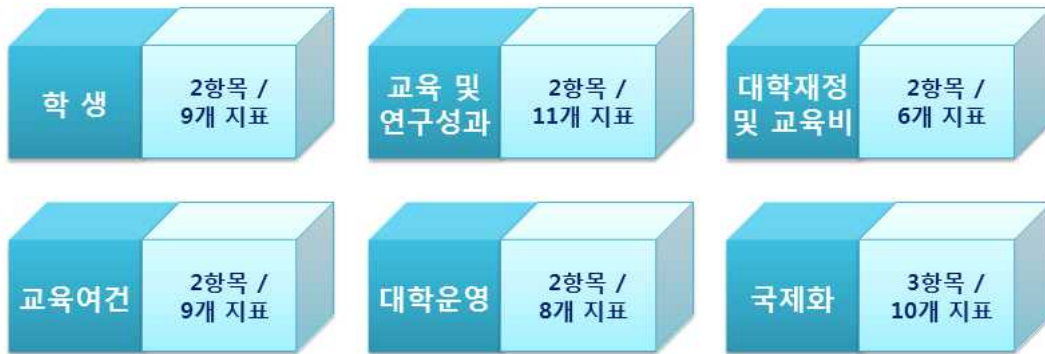 학 생
2항목 /
9개 지표
교육 및
연구성과
2항목 /
11개 지표
대학재정
및 교육비
2항목 /
6개 지표
교육여건
2항목 /
9개 지표
대학운영
2항목 /
8개 지표
국제화
3항목 /
10개 지표